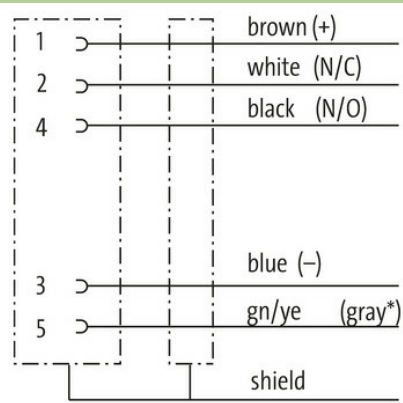 1 brown (+)
2 white (N/C)
4 black (N/O)
3 blue (–)
5 gn/ye (gray*)
shield